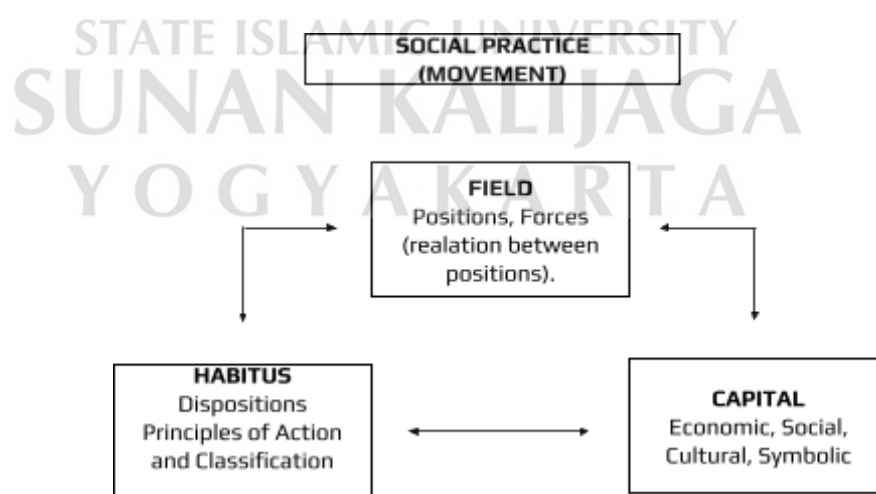 STATE ISLAMIC UNIVERSITY
SUNAN KALIJAGA
YOGYAKARTA
SOCIAL PRACTICE
(MOVEMENT)
FIELD
Positions, Forces
(realation between
positions).
HABITUS
Dispositions
Principles of Action
and Classification
CAPITAL
Economic, Social,
Cultural, Symbolic